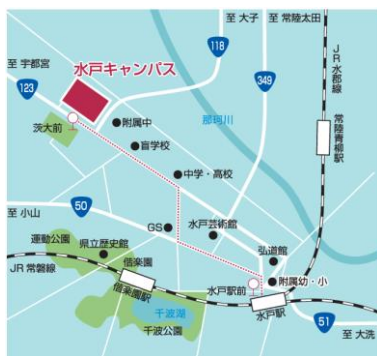 至 大子
至 常陸太田
118
JR水郡線
水戸キャンパス
至 宇都宮
349
123
那珂川
常陸青柳駅
茨大前
附属中
盲学校
中学・高校
50
至 小山
GS
水戸芸術館
運動公園
県立歴史館
偕楽園
弘道館
JR常磐線
附属幼・小
水戸駅前
偕楽園駅
千波湖
水戸駅
千波公園
51
至 大洗